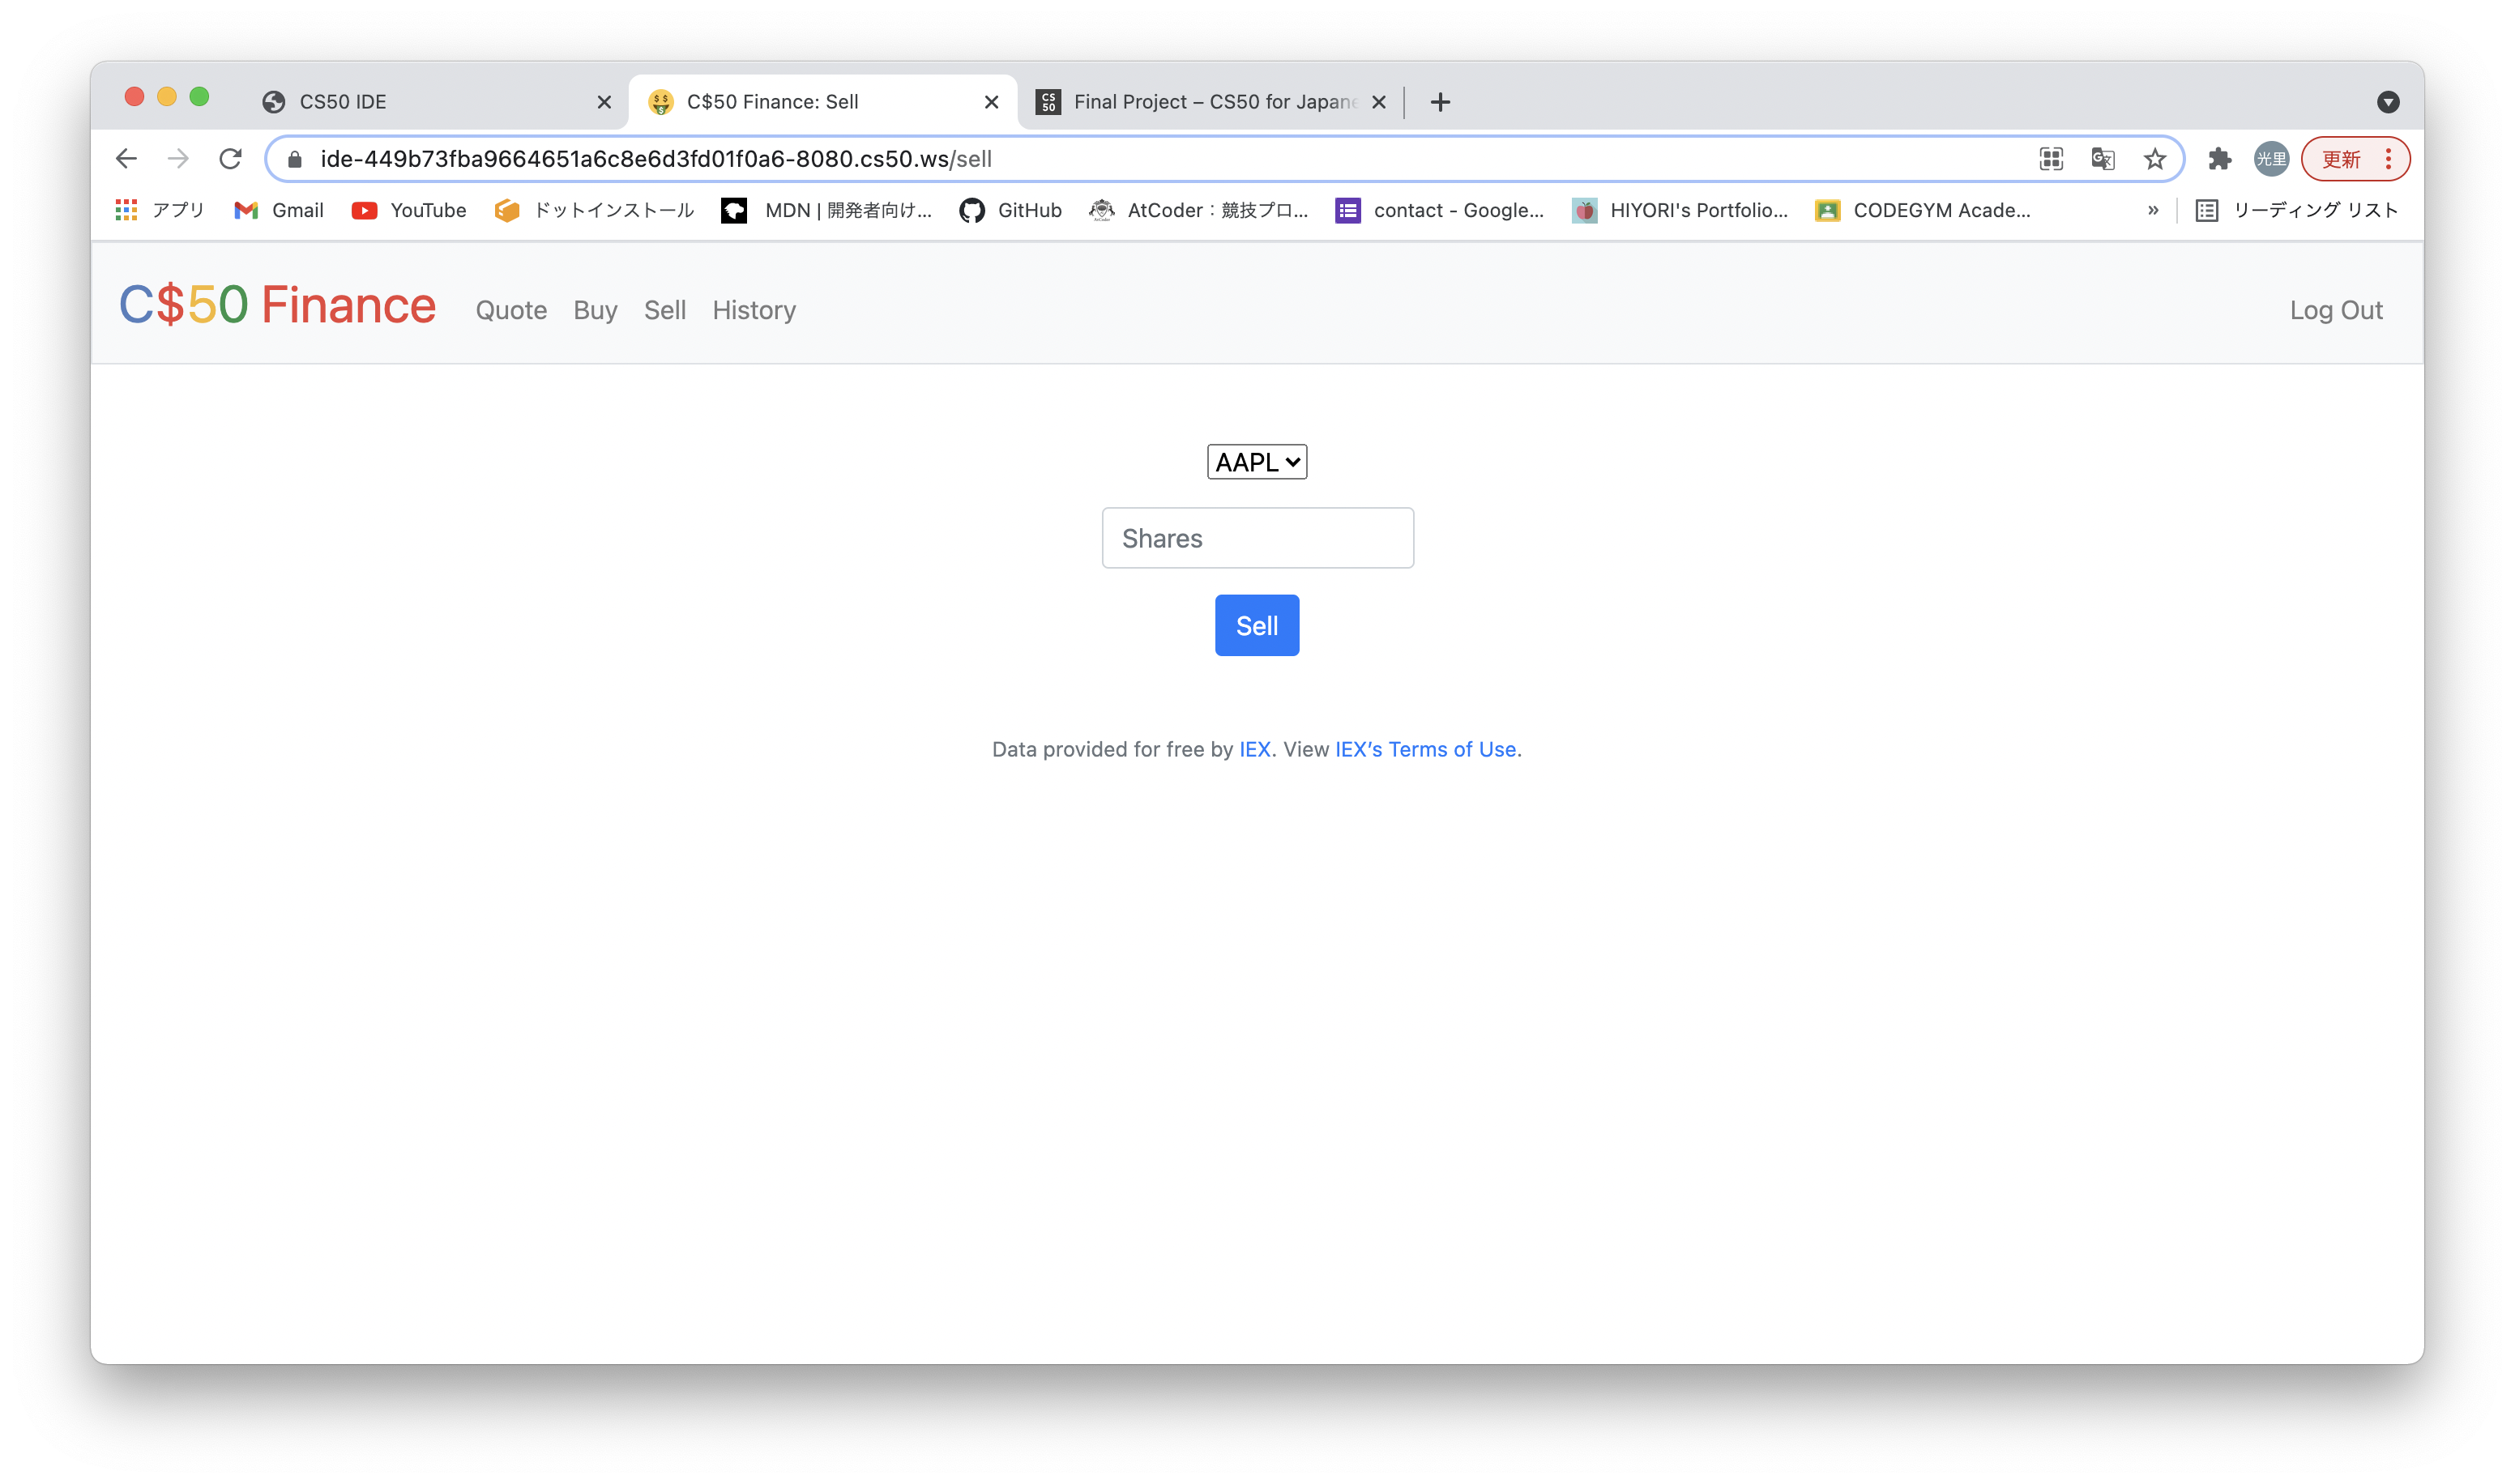 CS50 IDE
C$50 Finance: Sell
CS 50
Final Project – CS50 for Japane
ide-449b73fba9664651a6c8e6d3fd01f0a6-8080.cs50.ws/sell
光里
更新
アプリ
Gmail
YouTube
ドットインストール
MDN | 開発者向け...
GitHub
AtCoder：競技プロ...
contact - Google...
HIYORI's Portfolio...
CODEGYM Acade...
»
リーディング リスト
C$50 Finance
Quote
Buy
Sell
History
Log Out
AAPL
Shares
Sell
Data provided for free by IEX. View IEX’s Terms of Use.